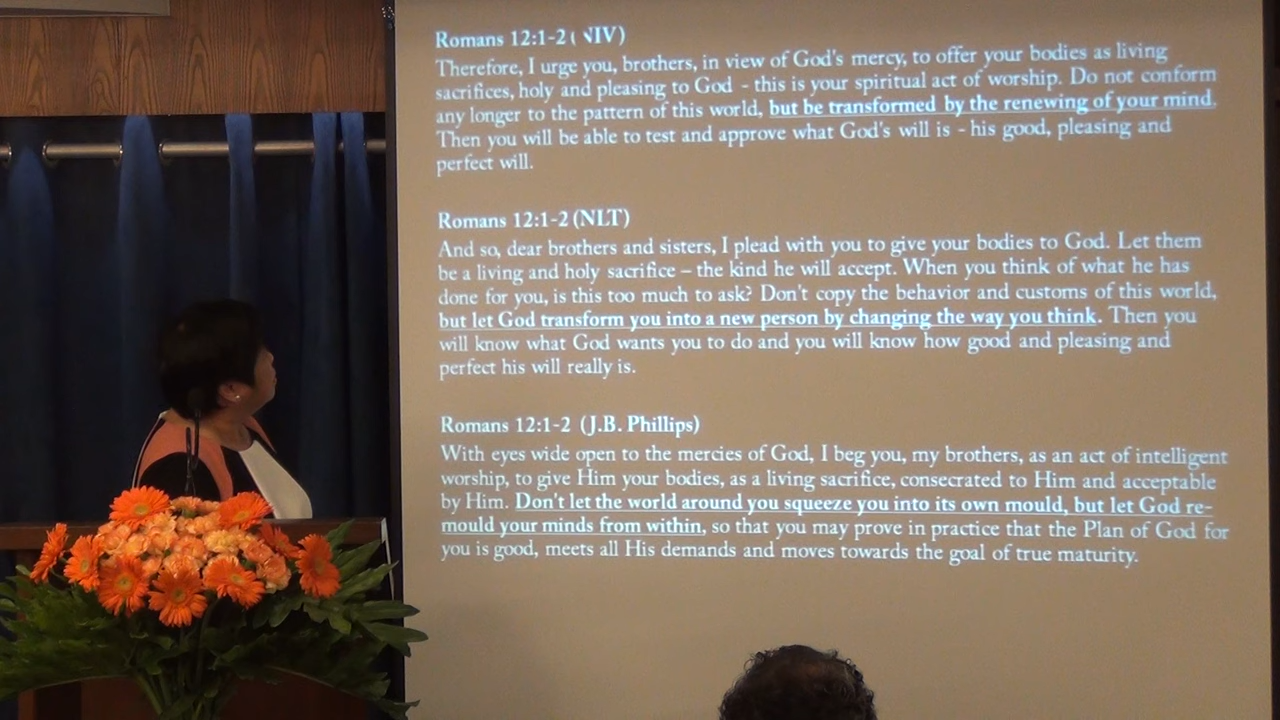 Romans 12:1-2 ( NIV)
Therefore, I urge you, brothers, in view of God's mercy, to offer your bodies as living
sacrifices, holy and pleasing to God - this is your spiritual act of worship. Do not conform
any longer to the pattern of this world, but be transformed by the renewing of your mind.
Then you will be able to test and approve what God's will is - his good, pleasing and
perfect will.
Romans 12:1-2 (NLT)
And so, dear brothers and sisters, I plead with you to give your bodies to God. Let them
be a living and holy sacrifice – the kind he will accept. When you think of what he has
done for you, is this too much to ask? Don't copy the behavior and customs of this world,
but let God transform you into a new person by changing the way you think. Then you
will know what God wants you to do and you will know how good and pleasing and
perfect his will really is.
Romans 12:1-2 (J.B. Phillips)
With eyes wide open to the mercies of God, I beg you, my brothers, as an act of intelligent
worship, to give Him your bodies, as a living sacrifice, consecrated to Him and acceptable
by Him. Don't let the world around you squeeze you into its own mould, but let God re-
mould your minds from within, so that you may prove in practice that the Plan of God for
you is good, meets all His demands and moves towards the goal of true maturity.